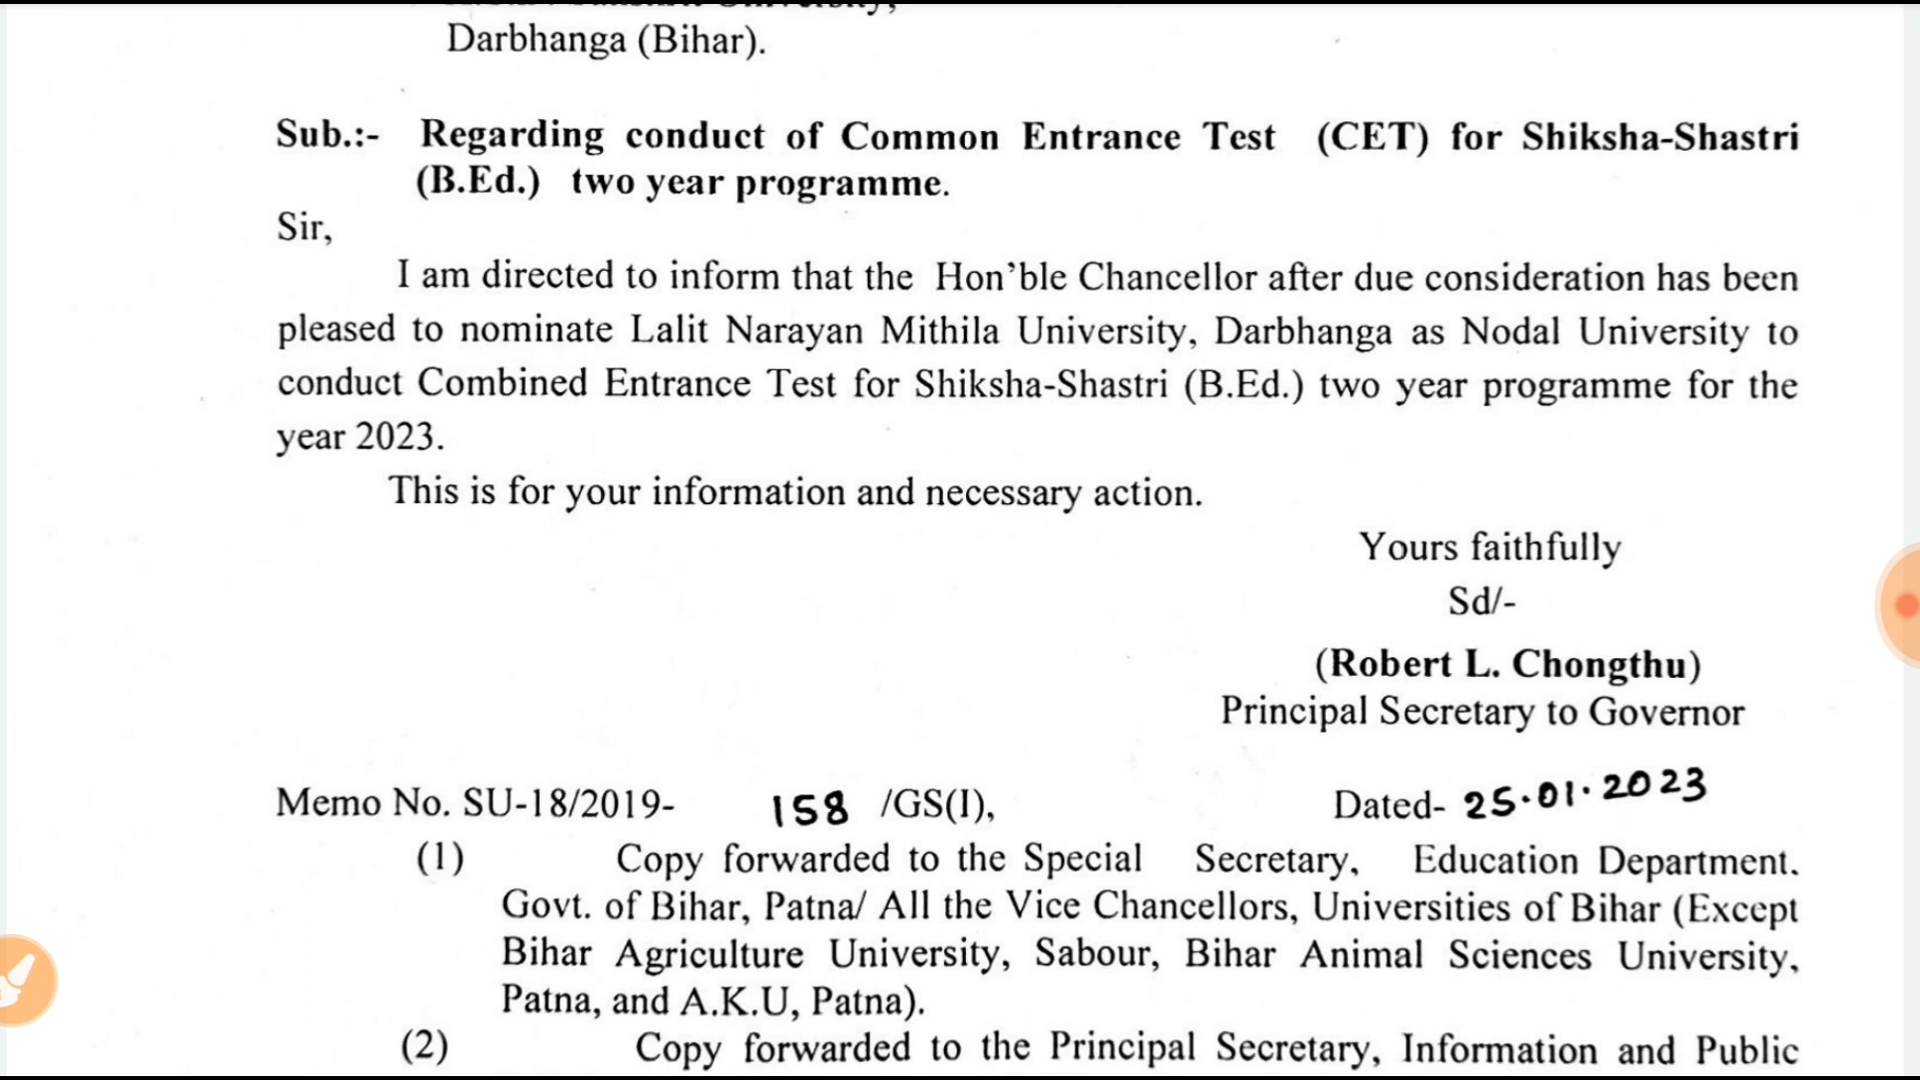 Darbhanga (Bihar).
Sub.:- Regarding conduct of Common Entrance Test (CET) for Shiksha-Shastri
(B.Ed.) two year programme.
Sir,
I am directed to inform that the Hon'ble Chancellor after due consideration has been
pleased to nominate Lalit Narayan Mithila University, Darbhanga as Nodal University to
conduct Combined Entrance Test for Shiksha-Shastri (B.Ed.) two year programme for the
year 2023.
This is for your information and necessary action.
Yours faithfully
Sd/-
(Robert L. Chongthu)
Principal Secretary to Governor
Memo No. SU-18/2019- 158 /GS(I), Dated- 25.01.2023
(1) Copy forwarded to the Special Secretary, Education Department.
Govt. of Bihar, Patna/ All the Vice Chancellors, Universities of Bihar (Except
Bihar Agriculture University, Sabour, Bihar Animal Sciences University,
Patna, and A.K.U, Patna).
(2) Copy forwarded to the Principal Secretary, Information and Public